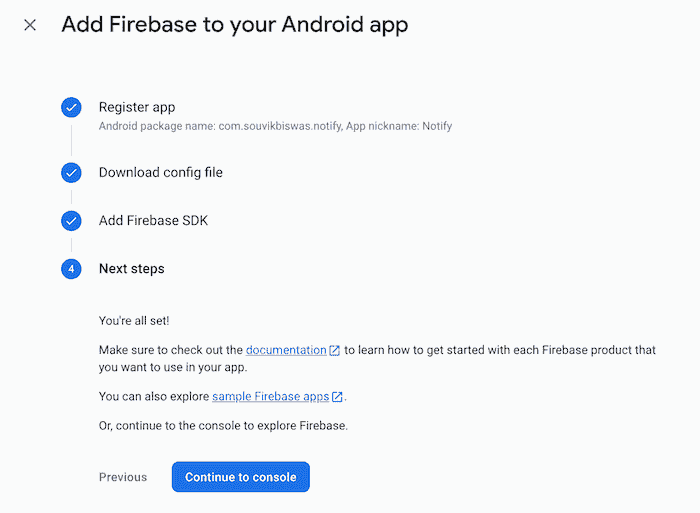 Add Firebase to your Android app
Register app
Android package name: com.souvikbiswas.notify, App nickname: Notify
Download config file
Add Firebase SDK
4 Next steps
You're all set!
Make sure to check out the documentation to learn how to get started with each Firebase product that
you want to use in your app.
You can also explore sample Firebase apps.
Or, continue to the console to explore Firebase.
Previous Continue to console